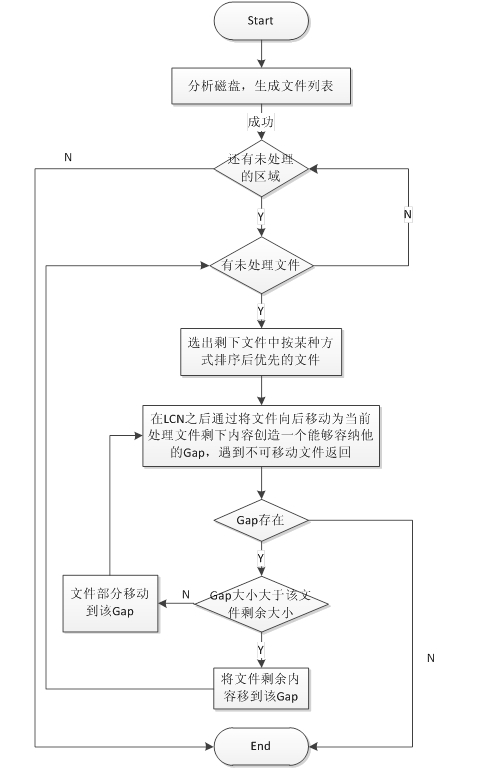 Start
分析磁盘，生成文件列表
成功
还有未处理
的区域
N
N
Y
有未处理文件
Y
选出剩下文件中按某种方
式排序后优先的文件
在LCN之后通过将文件向后移动为当前
处理文件剩下内容创造一个能够容纳他
的Gap，遇到不可移动文件返回
Gap存在
Y
Gap大小大于该文
件剩余大小
N
文件部分移动
到该Gap
Y
N
将文件剩余内
容移到该Gap
End